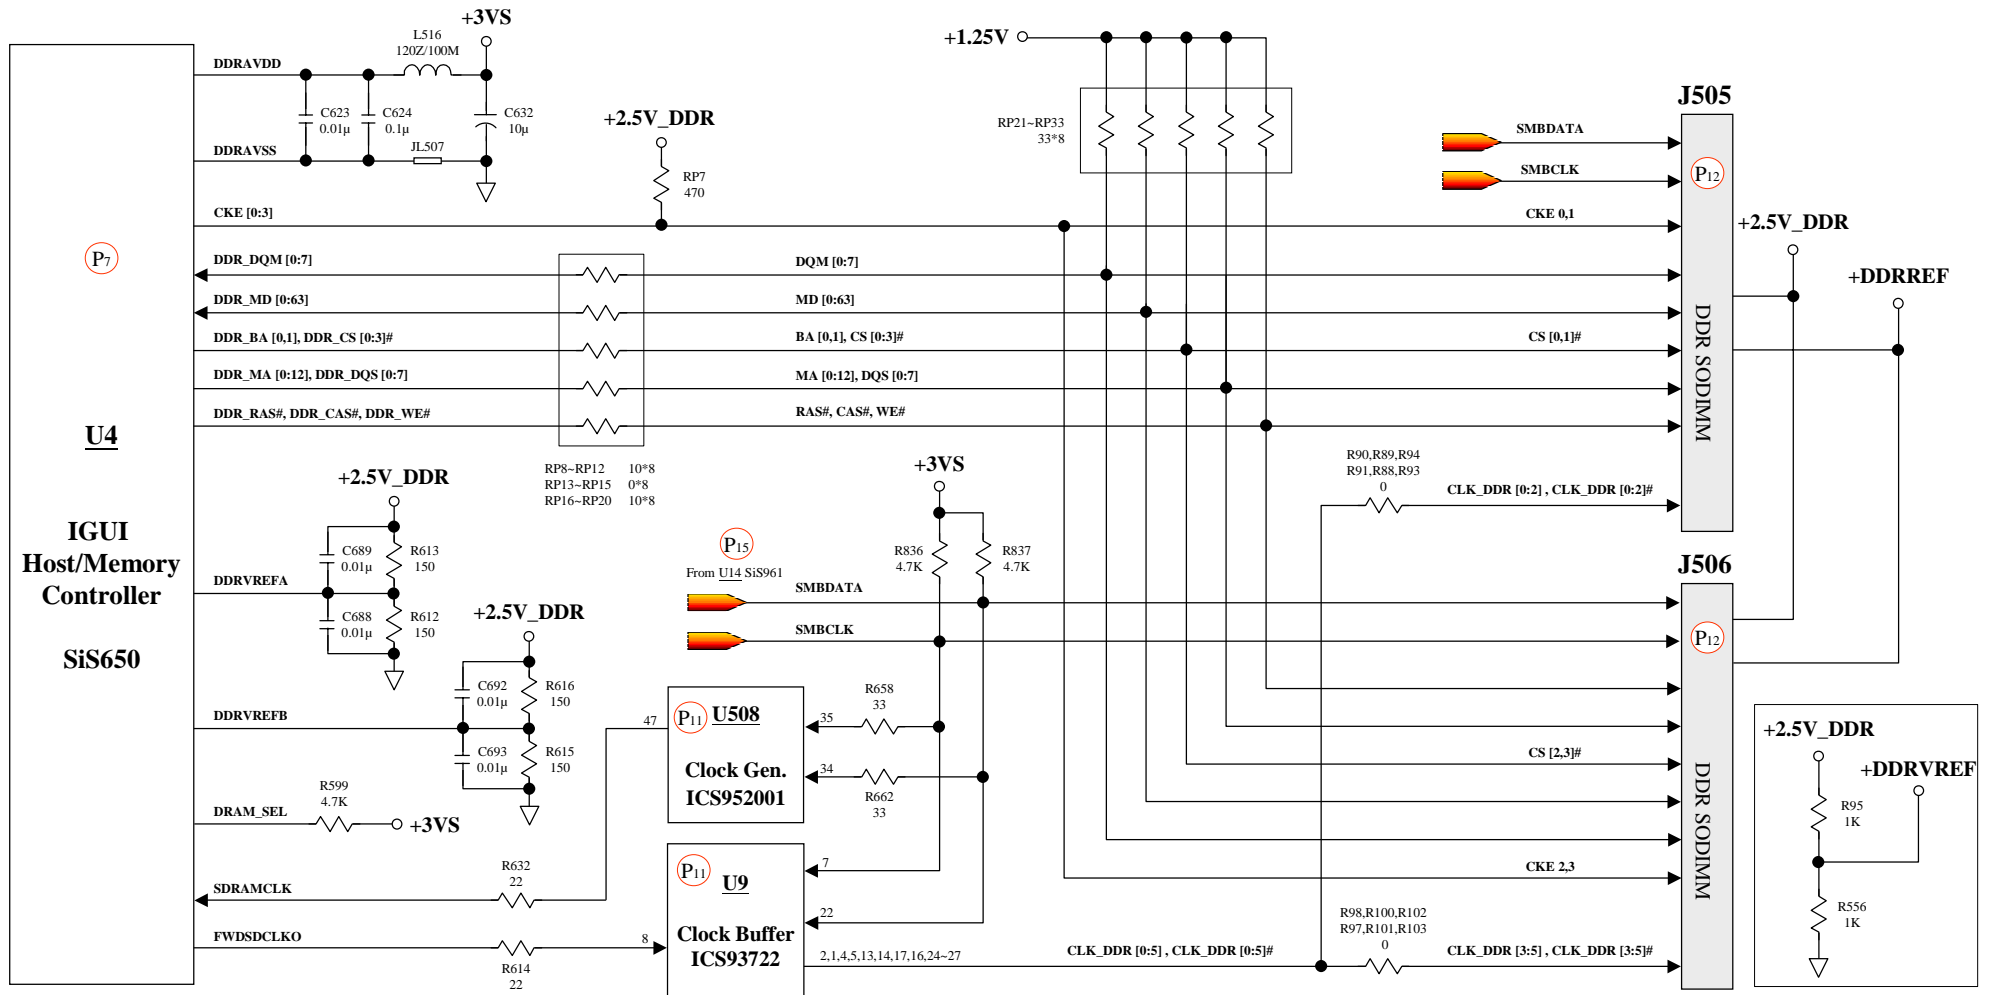 +3VS
L516
120Z/100M
DDRAVDD
C623
0.01µ
C624
0.1µ
C632
10µ
DDRAVSS
JL507
+2.5V_DDR
RP7
470
+1.25V
RP21~RP33
33*8
J505
SMBDATA
SMBCLK
P12
CKE [0:3]
CKE 0,1
+2.5V_DDR
+DDRREF
P7
DDR_DQM [0:7]
DQM [0:7]
DDR_MD [0:63]
MD [0:63]
DDR_BA [0,1], DDR_CS [0:3]#
BA [0,1], CS [0:3]#
CS [0,1]#
DDR_MA [0:12], DDR_DQS [0:7]
MA [0:12], DQS [0:7]
DDR_RAS#, DDR_CAS#, DDR_WE#
RAS#, CAS#, WE#
DDR SODIMM
U4
IGUI
Host/Memory
Controller
SiS650
RP8~RP12 10*8
RP13~RP15 0*8
RP16~RP20 10*8
R90,R89,R94
R91,R88,R93
0
CLK_DDR [0:2] , CLK_DDR [0:2]#
+2.5V_DDR
C689
0.01µ
R613
150
DDRVREFA
C688
0.01µ
R612
150
+3VS
R836
4.7K
R837
4.7K
P15
From U14 SiS961
SMBDATA
SMBCLK
J506
P12
+2.5V_DDR
C692
0.01µ
R616
150
DDRVREFB
C693
0.01µ
R615
150
47
P11 U508
35
R658
33
34
R662
33
Clock Gen.
ICS952001
CS [2,3]#
DDR SODIMM
+2.5V_DDR
+DDRVREF
R95
1K
R556
1K
DRAM_SEL
R599
4.7K
+3VS
SDRAMCLK
R632
22
P11
U9
7
22
Clock Buffer
ICS93722
CKE 2,3
FWDSDCLKO
R614
22
8
2,1,4,5,13,14,17,16,24~27
CLK_DDR [0:5] , CLK_DDR [0:5]#
R98,R100,R102
R97,R101,R103
0
CLK_DDR [3:5] , CLK_DDR [3:5]#